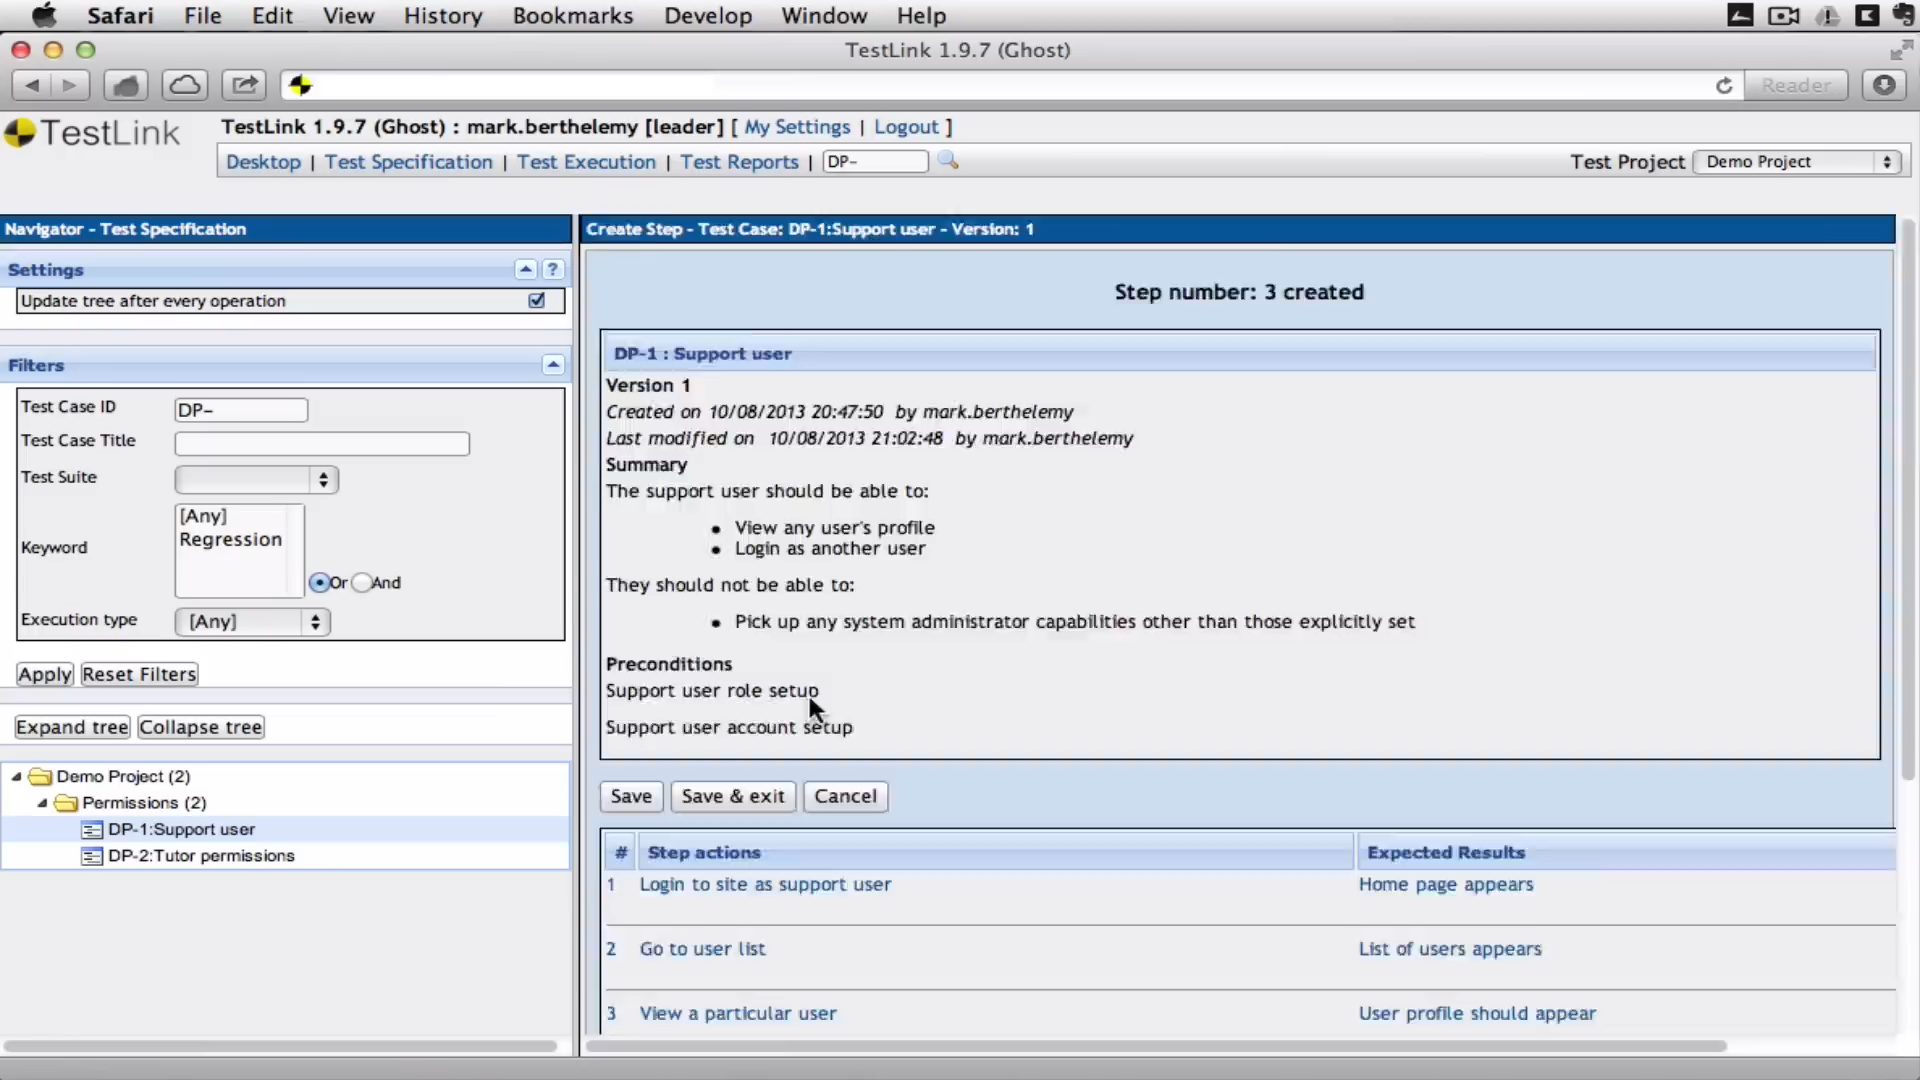 Safari File Edit View History Bookmarks Develop Window Help
TestLink 1.9.7 (Ghost)
Reader
TestLink
TestLink 1.9.7 (Ghost) : mark.berthelemy [leader] [ My Settings | Logout ]
Desktop | Test Specification | Test Execution | Test Reports | DP-
Test Project Demo Project
Navigator - Test Specification
Settings
?
Update tree after every operation
Filters
Test Case ID DP-
Test Case Title
Test Suite
Keyword
[Any]
Regression
Or And
Execution type [Any]
Apply Reset Filters
Expand tree Collapse tree
Demo Project (2)
Permissions (2)
DP-1:Support user
DP-2:Tutor permissions
Create Step - Test Case: DP-1:Support user - Version: 1
Step number: 3 created
DP-1 : Support user
Version 1
Created on 10/08/2013 20:47:50 by mark.berthelemy
Last modified on 10/08/2013 21:02:48 by mark.berthelemy
Summary
The support user should be able to:
• View any user's profile
• Login as another user
They should not be able to:
• Pick up any system administrator capabilities other than those explicitly set
Preconditions
Support user role setup
Support user account setup
Save Save & exit Cancel
# Step actions Expected Results
1 Login to site as support user Home page appears
2 Go to user list List of users appears
3 View a particular user User profile should appear